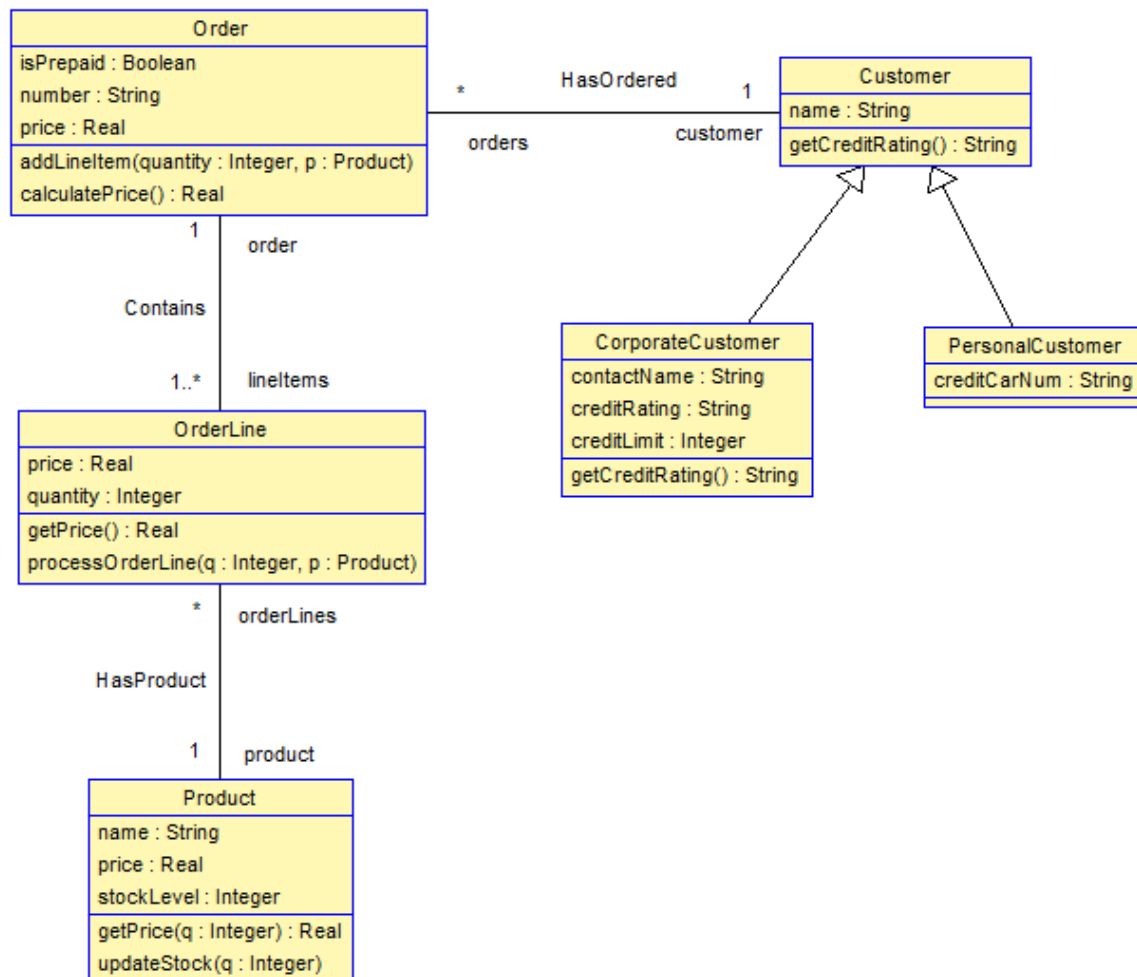 Order
isPrepaid : Boolean
number : String
price : Real
addLineItem(quantity : Integer, p : Product)
calculatePrice() : Real
* HasOrdered 1
orders customer
Customer
name : String
getCreditRating() : String
1
order
Contains
1..* lineItems
CorporateCustomer
contactName : String
creditRating : String
creditLimit : Integer
getCreditRating() : String
PersonalCustomer
creditCarNum : String
OrderLine
price : Real
quantity : Integer
getPrice() : Real
processOrderLine(q : Integer, p : Product)
*
orderLines
HasProduct
1 product
Product
name : String
price : Real
stockLevel : Integer
getPrice(q : Integer) : Real
updateStock(q : Integer)